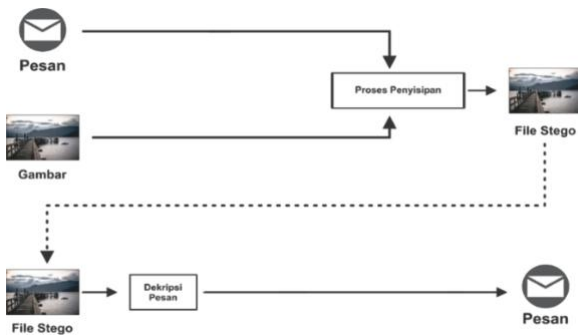 Pesan
Proses Penyisipan
File Stego
Gambar
Dekripsi
Pesan
File Stego
Pesan